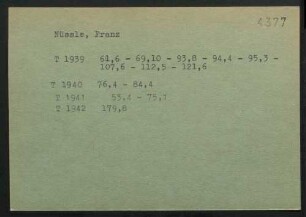 4377
Nüssle, Franz
T 1939 61,6 - 69,10 - 93,8 - 94,4 - 95,3 -
107,6 - 112,5 - 121,6
T 1940 76,4 - 84,4
T 1941 53,4 - 75,7
T 1942 179,8